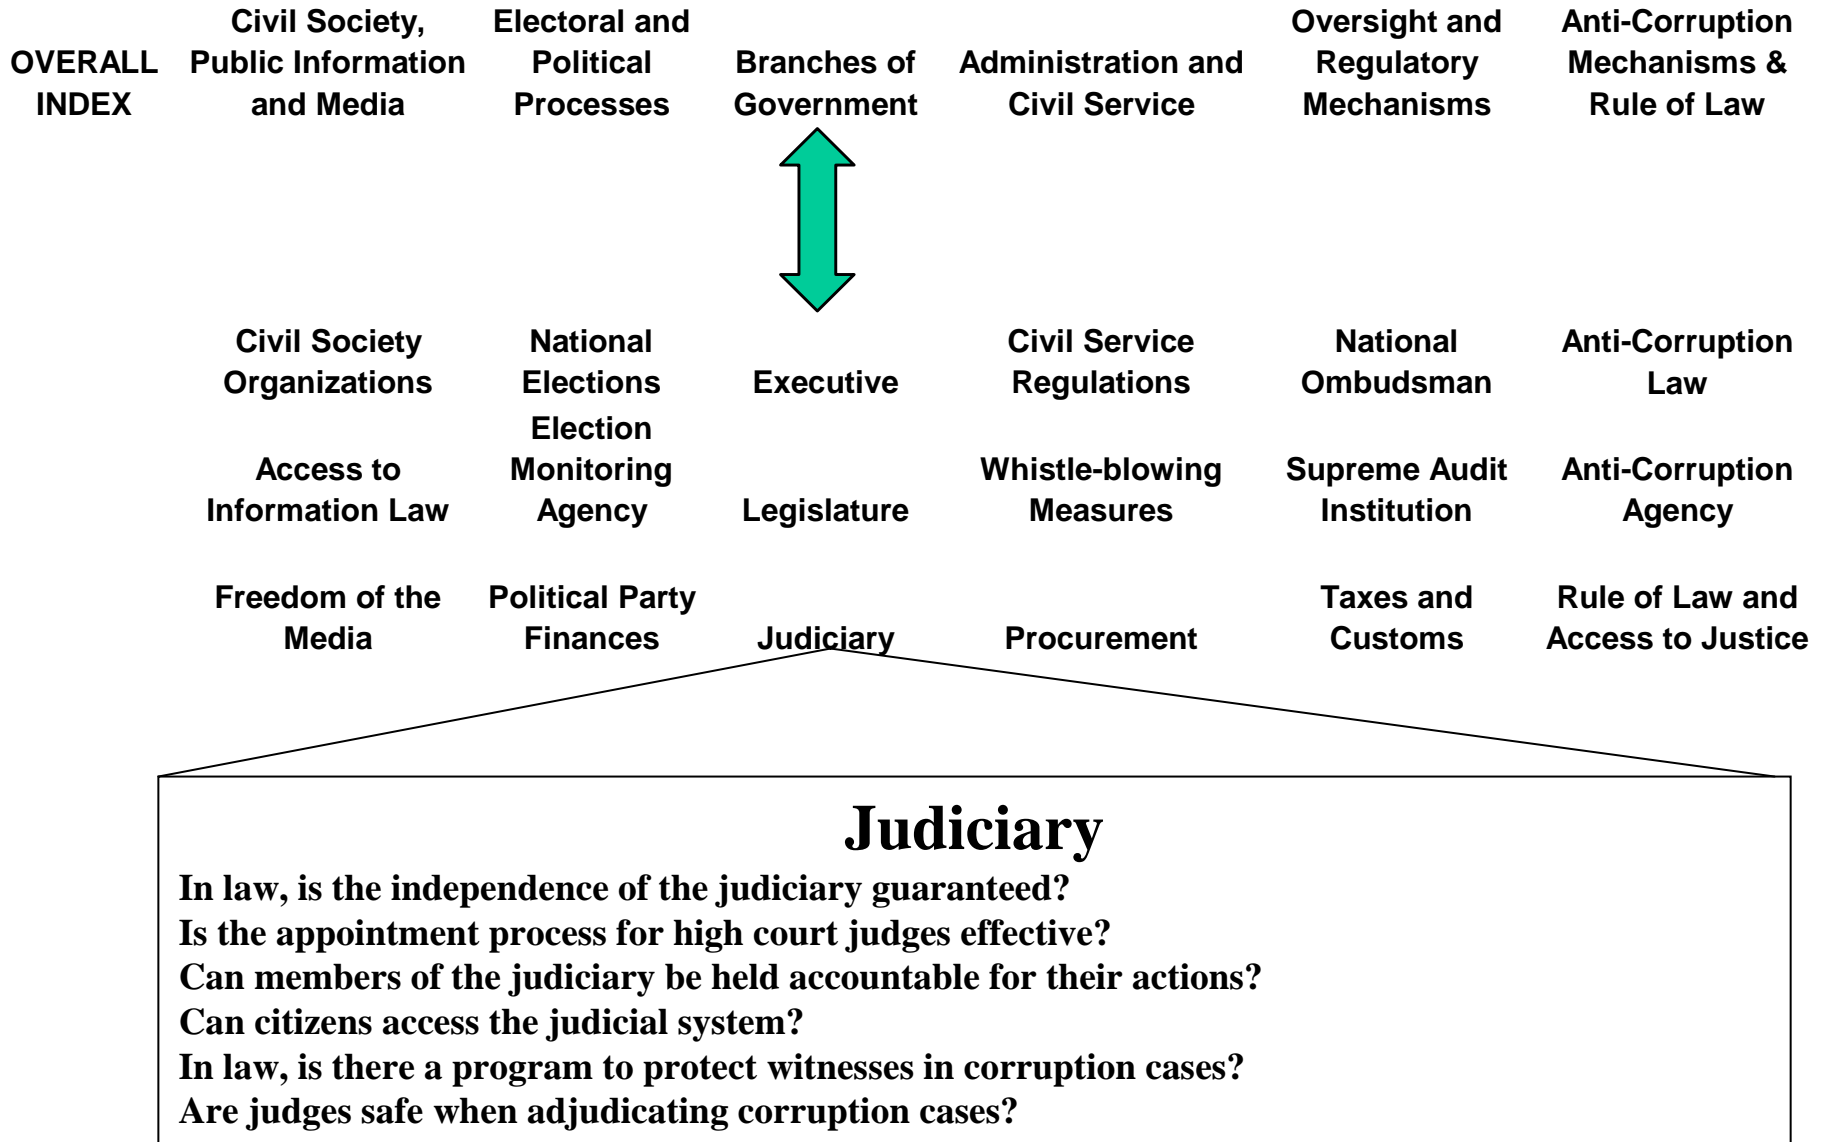 OVERALL
INDEX
Civil Society,
Public Information
and Media
Electoral and
Political
Processes
Branches of
Government
Administration and
Civil Service
Oversight and
Regulatory
Mechanisms
Anti-Corruption
Mechanisms &
Rule of Law
Civil Society
Organizations
National
Elections
Executive
Civil Service
Regulations
National
Ombudsman
Anti-Corruption
Law
Access to
Information Law
Election
Monitoring
Agency
Legislature
Whistle-blowing
Measures
Supreme Audit
Institution
Anti-Corruption
Agency
Freedom of the
Media
Political Party
Finances
Judiciary
Procurement
Taxes and
Customs
Rule of Law and
Access to Justice
Judiciary
In law, is the independence of the judiciary guaranteed?
Is the appointment process for high court judges effective?
Can members of the judiciary be held accountable for their actions?
Can citizens access the judicial system?
In law, is there a program to protect witnesses in corruption cases?
Are judges safe when adjudicating corruption cases?